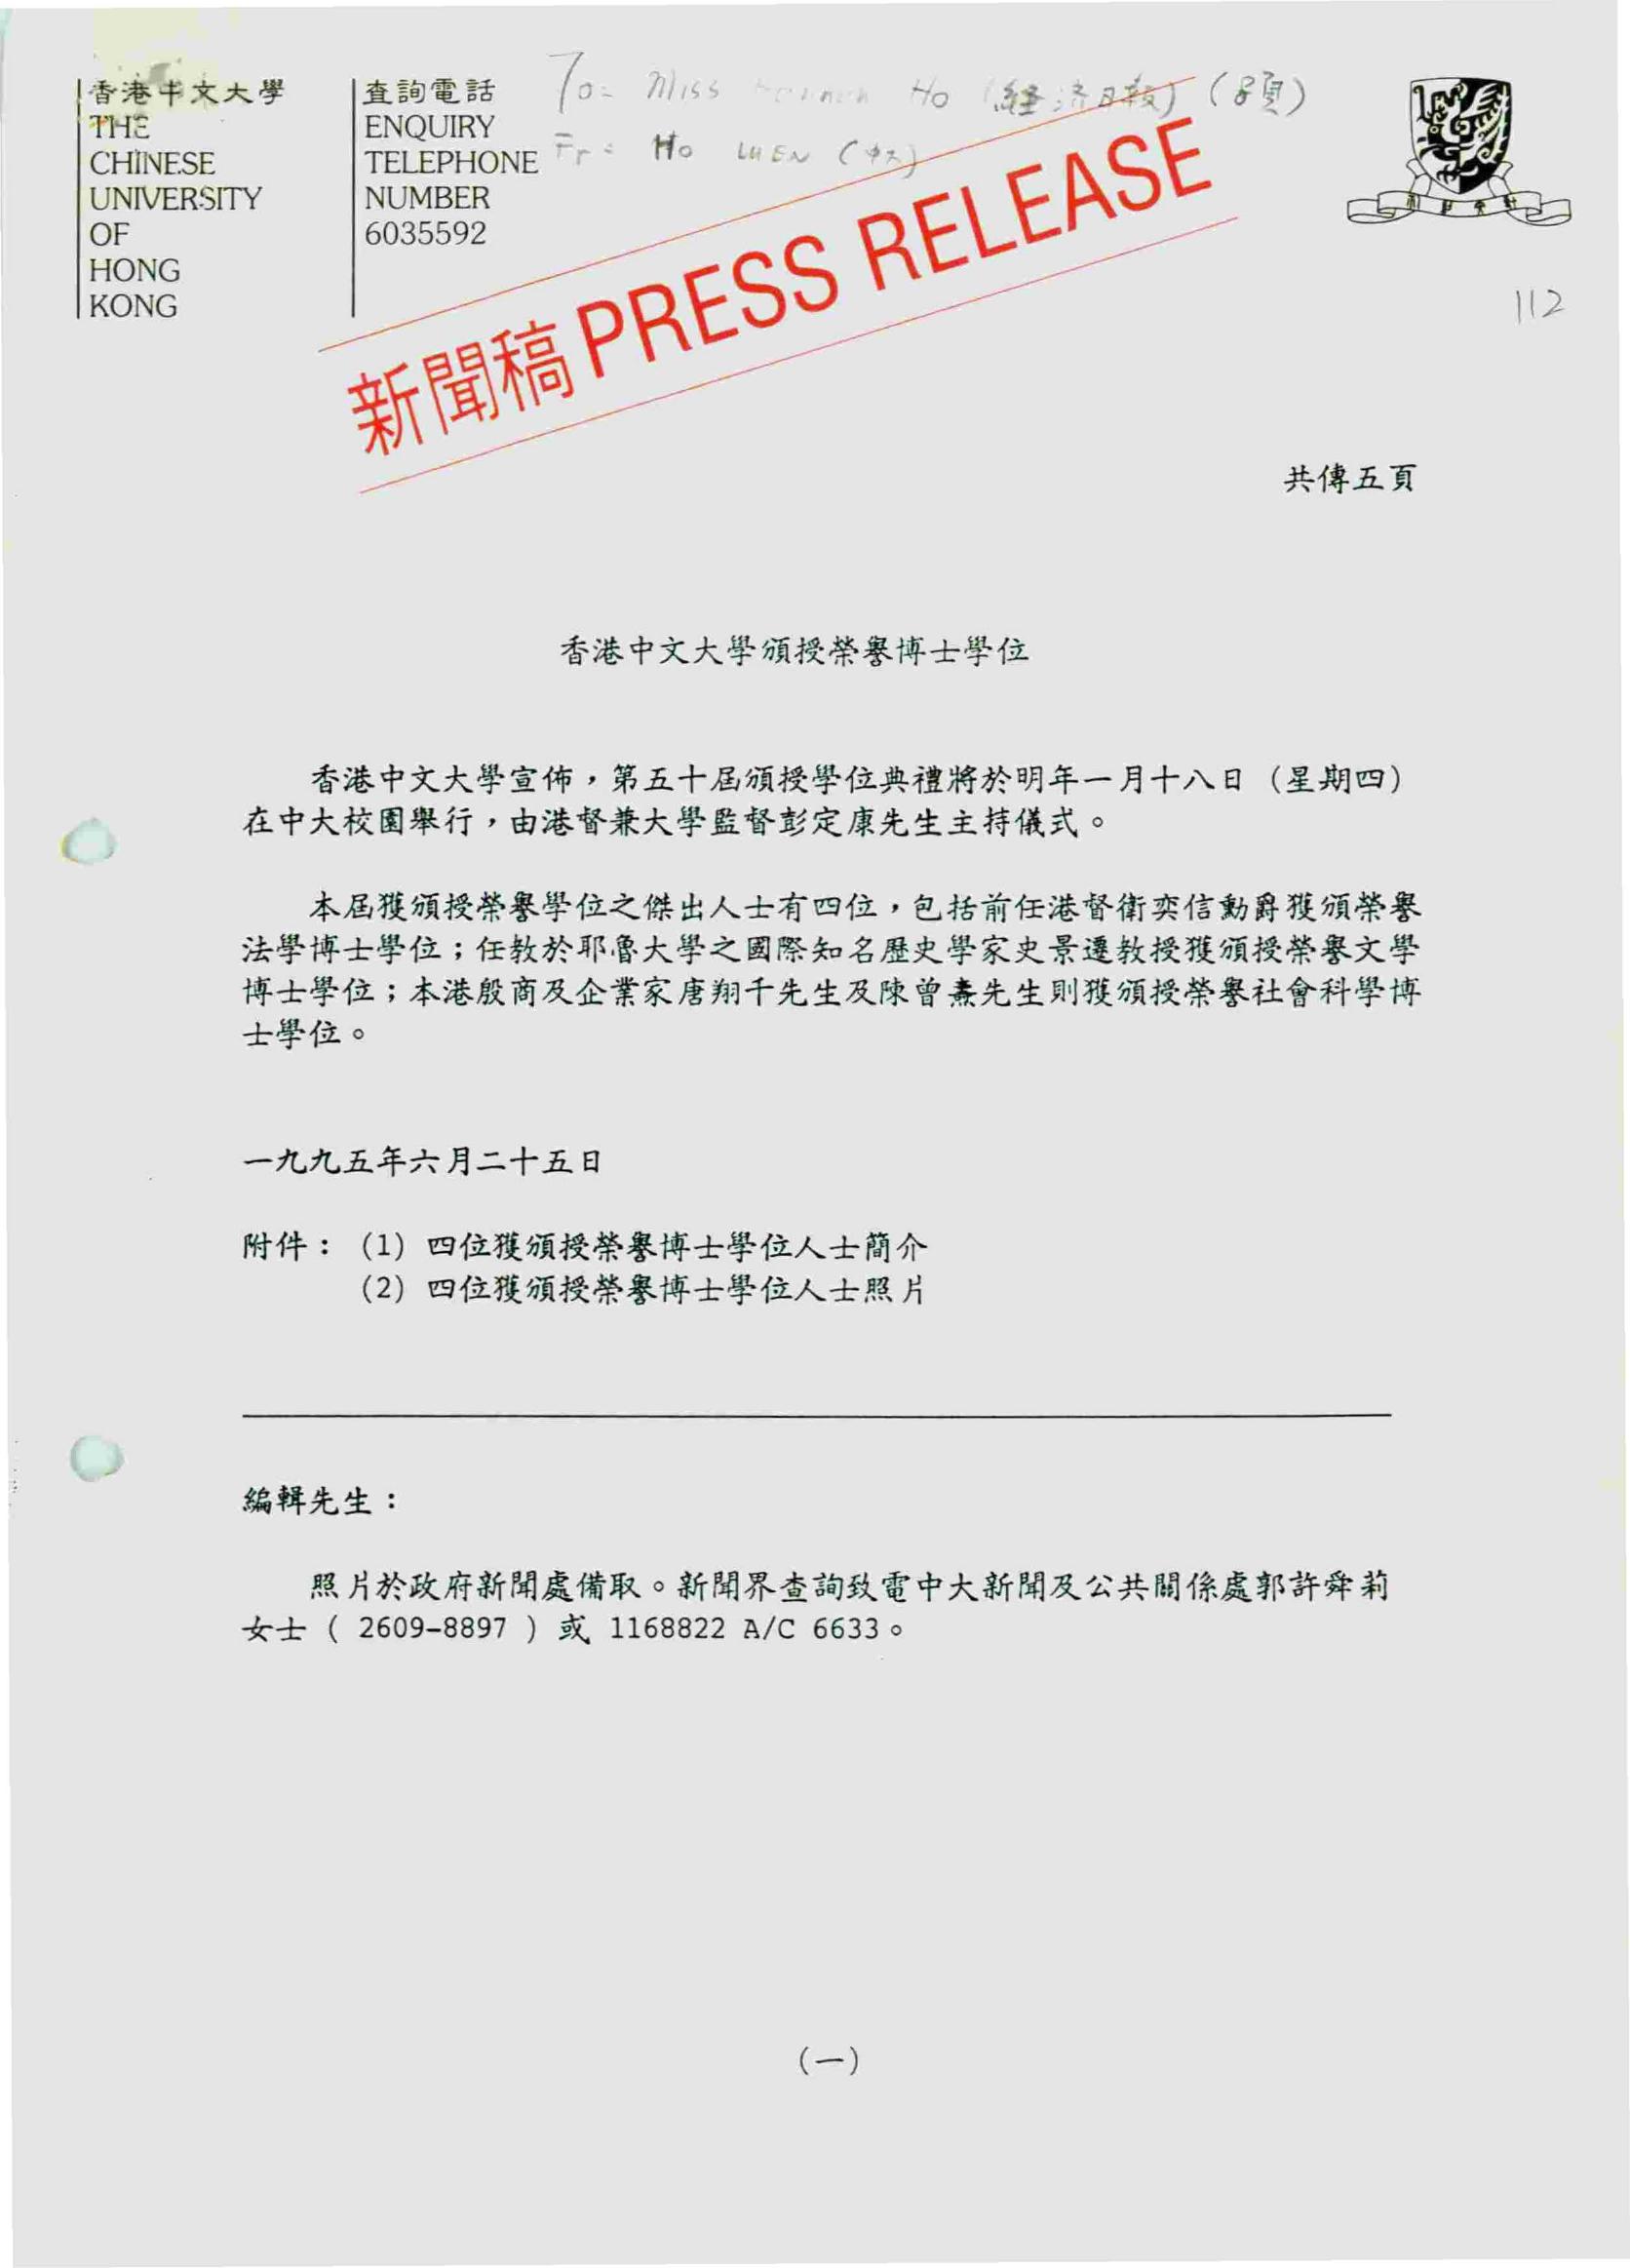 香港中文大學
THE
CHINESE
UNIVERSITY
OF
HONG
KONG
查詢電話
ENQUIRY
TELEPHONE
NUMBER
6035592
To: Miss Ho (経済日報) (8頁)
Fr: Ho LUEN (中大)
新聞稿 PRESS RELEASE
112
共傳五頁
香港中文大學頒授榮譽博士學位
香港中文大學宣佈，第五十屆頒授學位典禮將於明年一月十八日（星期四）
在中大校園舉行，由港督兼大學監督彭定康先生主持儀式。
本屆獲頒授榮譽學位之傑出人士有四位，包括前任港督衛奕信勳爵獲頒榮譽
法學博士學位；任教於耶魯大學之國際知名歷史學家史景遷教授獲頒授榮譽文學
博士學位；本港殷商及企業家唐翔千先生及陳曾燾先生則獲頒授榮譽社會科學博
士學位。
一九九五年六月二十五日
附件： (1) 四位獲頒授榮譽博士學位人士簡介
(2) 四位獲頒授榮譽博士學位人士照片
編輯先生：
照片於政府新聞處備取。新聞界查詢致電中大新聞及公共關係處郭許舜莉
女士 ( 2609-8897 ) 或 1168822 A/C 6633。
(一)